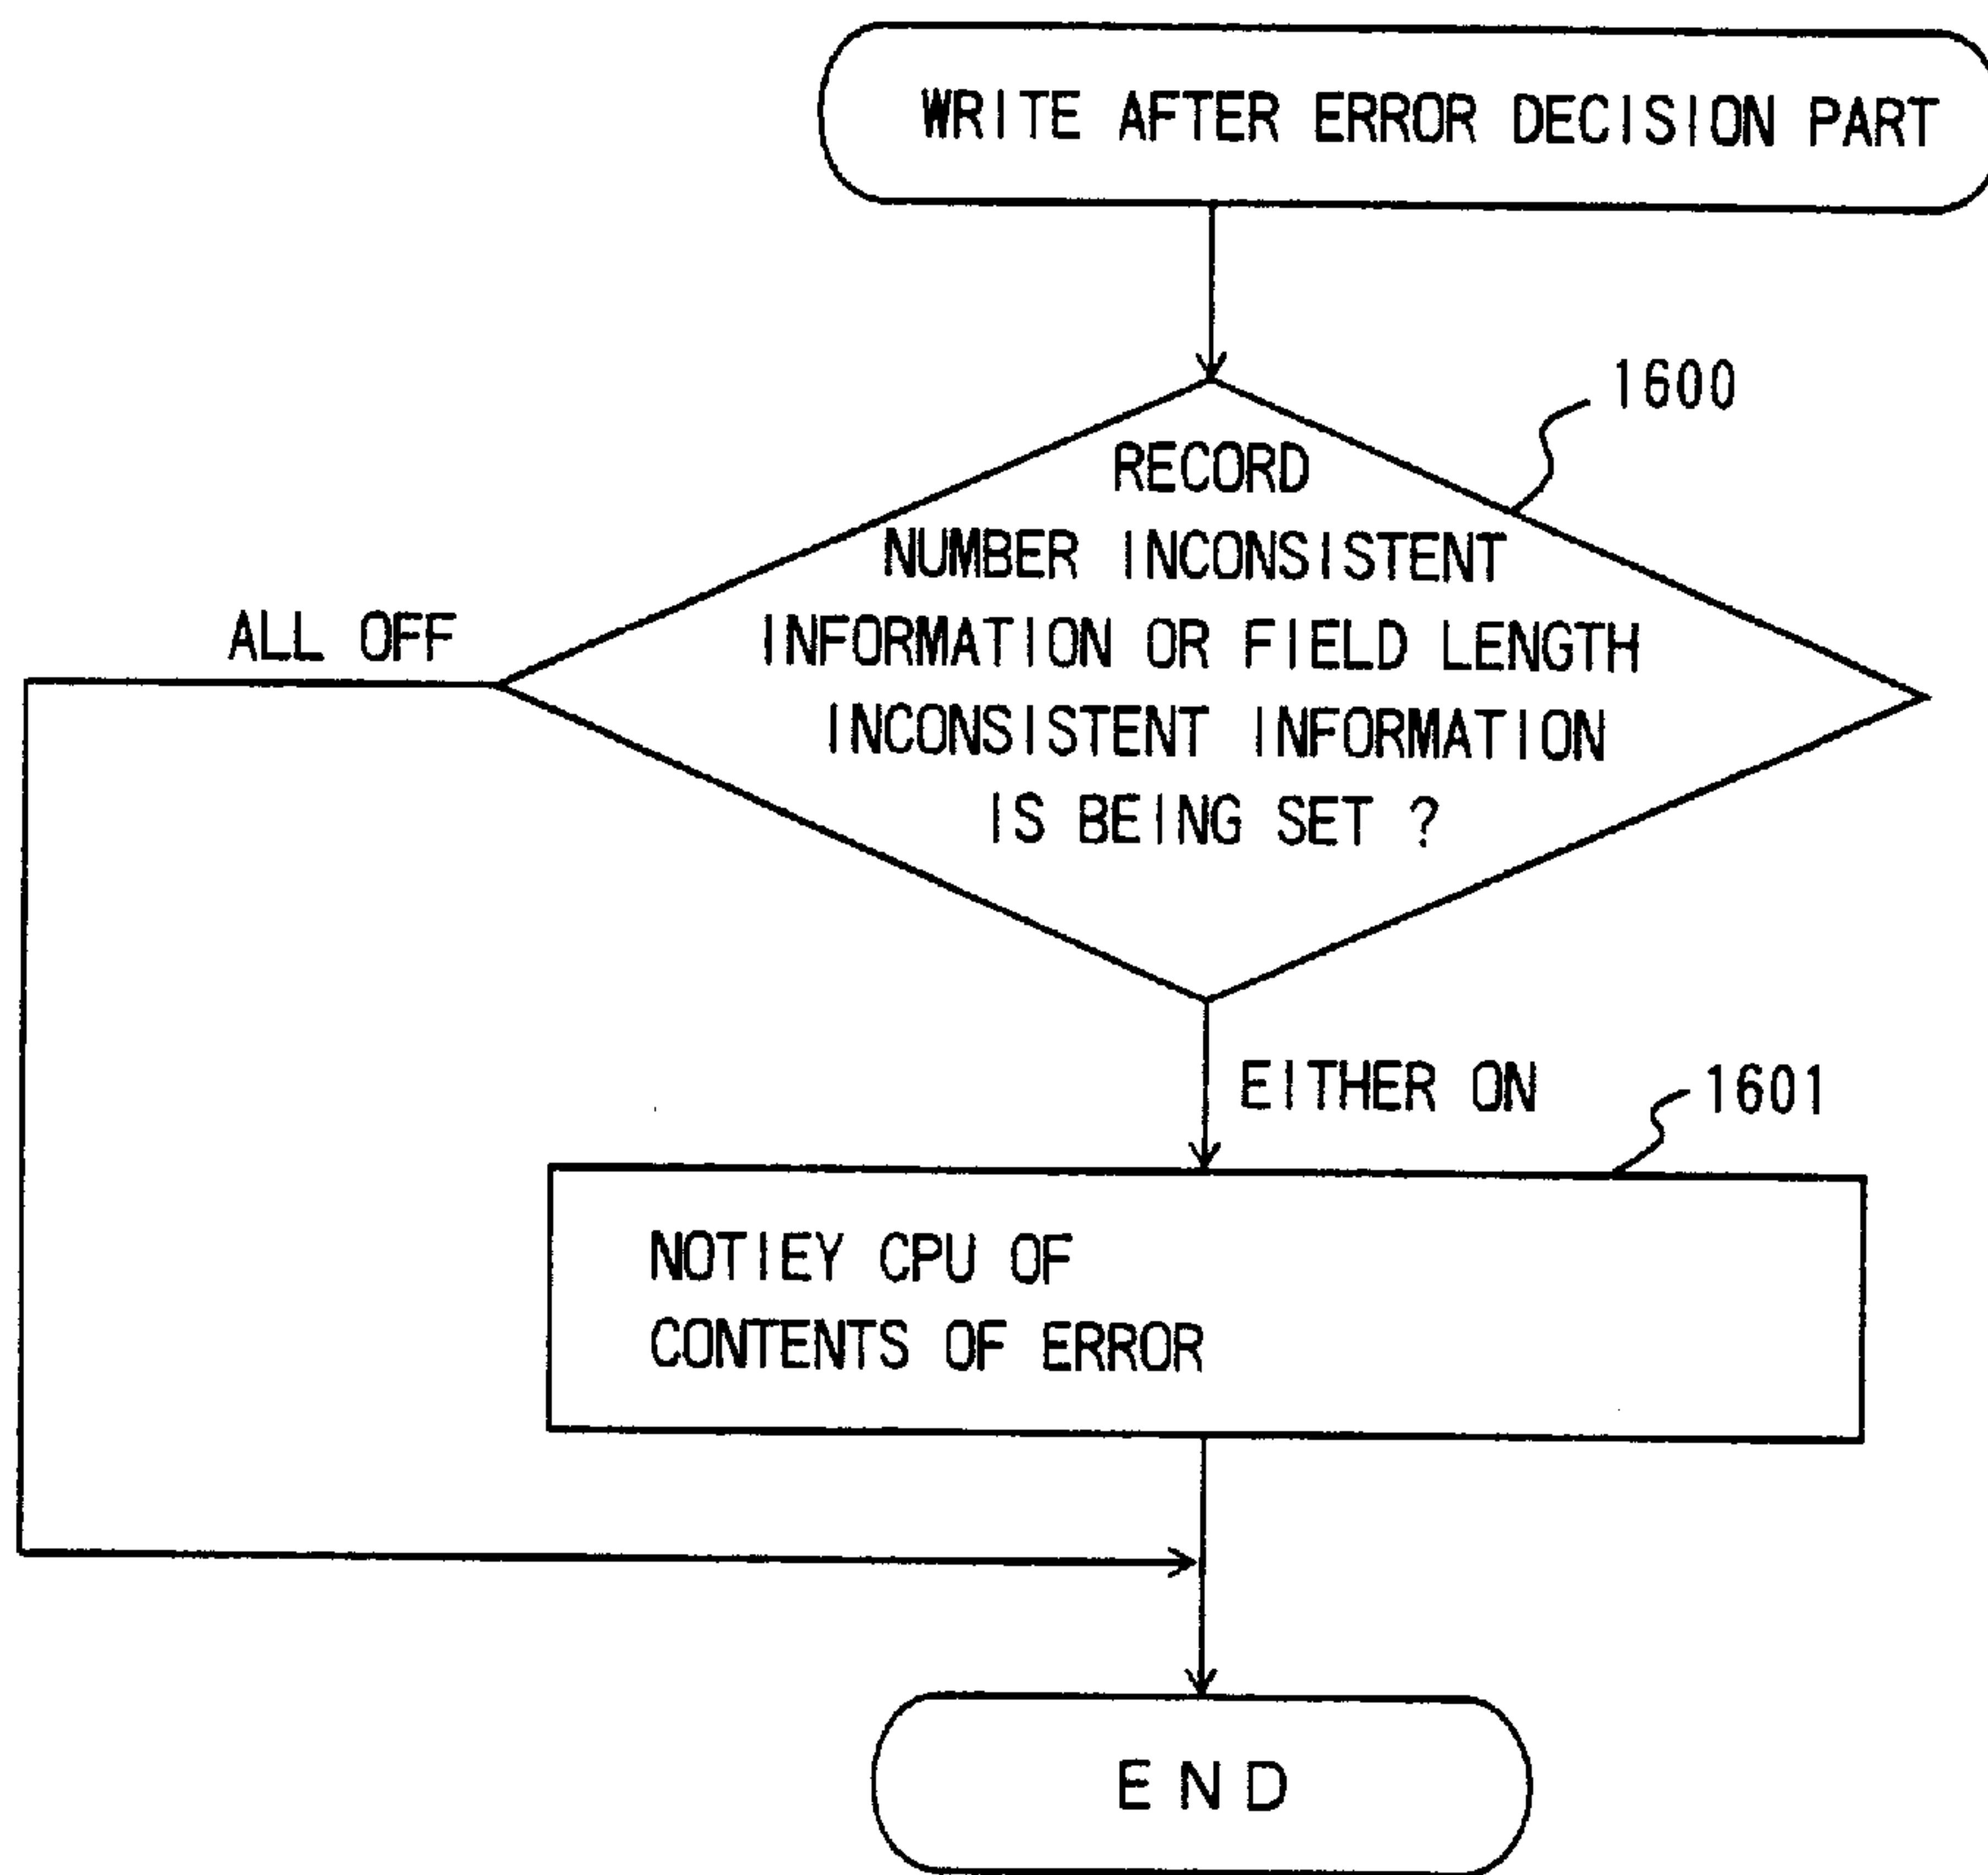 WRITE AFTER ERROR DECISION PART
1600
RECORD
NUMBER INCONSISTENT
ALL OFF
INFORMATION OR FIELD LENGTH
INCONSISTENT INFORMATION
IS BEING SET ?
EITHER ON
1601
NOTIEY CPU OF
CONTENTS OF ERROR
END